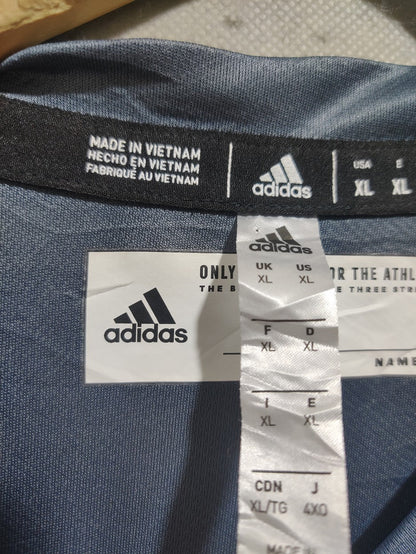 MADE IN VIETNAM
HECHO EN VIETNAM
FABRIQUÉ AU VIETNAM
adidas
USA E
XL XL
adidas
UK US
XL XL
F D
XL XL
I E
XL XL
CDN J
XL/TG 4XO
ONLY OR THE ATHL
THE B E THREE STR
adidas
NAME